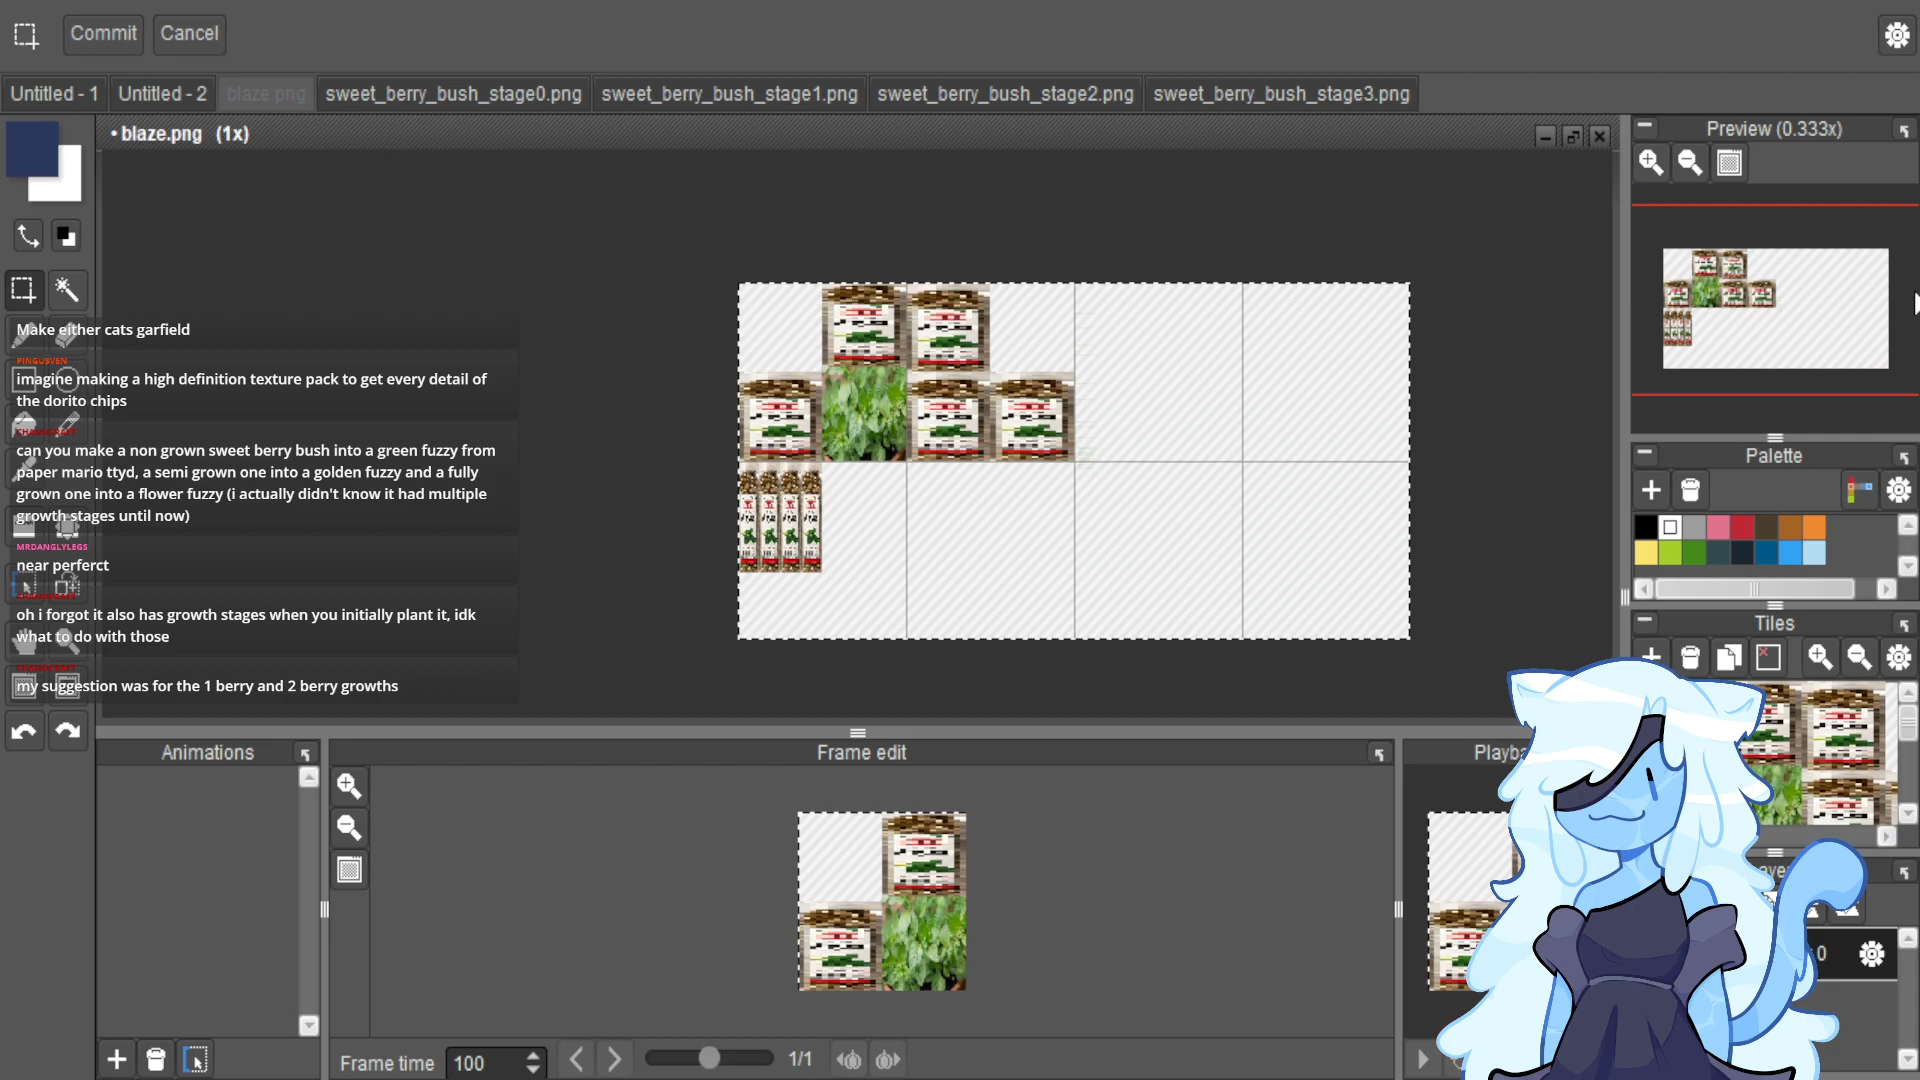 Commit
Cancel
Untitled - 1
Untitled - 2
blaze.png
sweet_berry_bush_stage0.png
sweet_berry_bush_stage1.png
sweet_berry_bush_stage2.png
sweet_berry_bush_stage3.png
• blaze.png (1x)
Preview (0.333x)
Make either cats garfield
PINGUSVEN
imagine making a high definition texture pack to get every detail of
the dorito chips
can you make a non grown sweet berry bush into a green fuzzy from
paper mario ttyd, a semi grown one into a golden fuzzy and a fully
grown one into a flower fuzzy (i actually didn't know it had multiple
growth stages until now)
MRDANGLYLEGS
near perferct
oh i forgot it also has growth stages when you initially plant it, idk
what to do with those
my suggestion was for the 1 berry and 2 berry growths
Palette
Tiles
Animations
Frame edit
Frame time
100
1/1
0